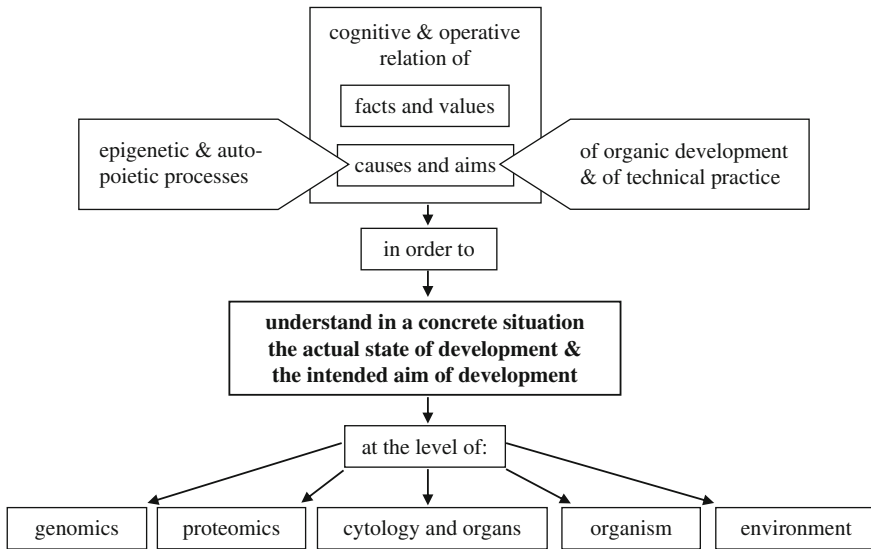 cognitive & operative
relation of
facts and values
epigenetic & auto-
poietic processes
causes and aims
of organic development
& of technical practice
in order to
understand in a concrete situation
the actual state of development &
the intended aim of development
at the level of:
genomics
proteomics
cytology and organs
organism
environment